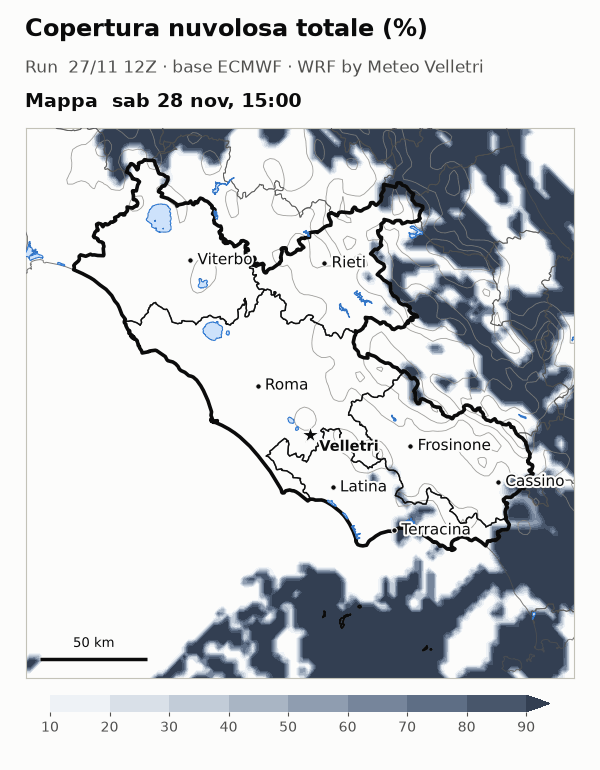 Copertura nuvolosa totale (%)
Run 27/11 12Z · base ECMWF · WRF by Meteo Velletri
Mappa sab 28 nov, 15:00
Viterbo
Rieti
Roma
Velletri
Frosinone
Latina
Cassino
Terracina
50 km
10 20 30 40 50 60 70 80 90